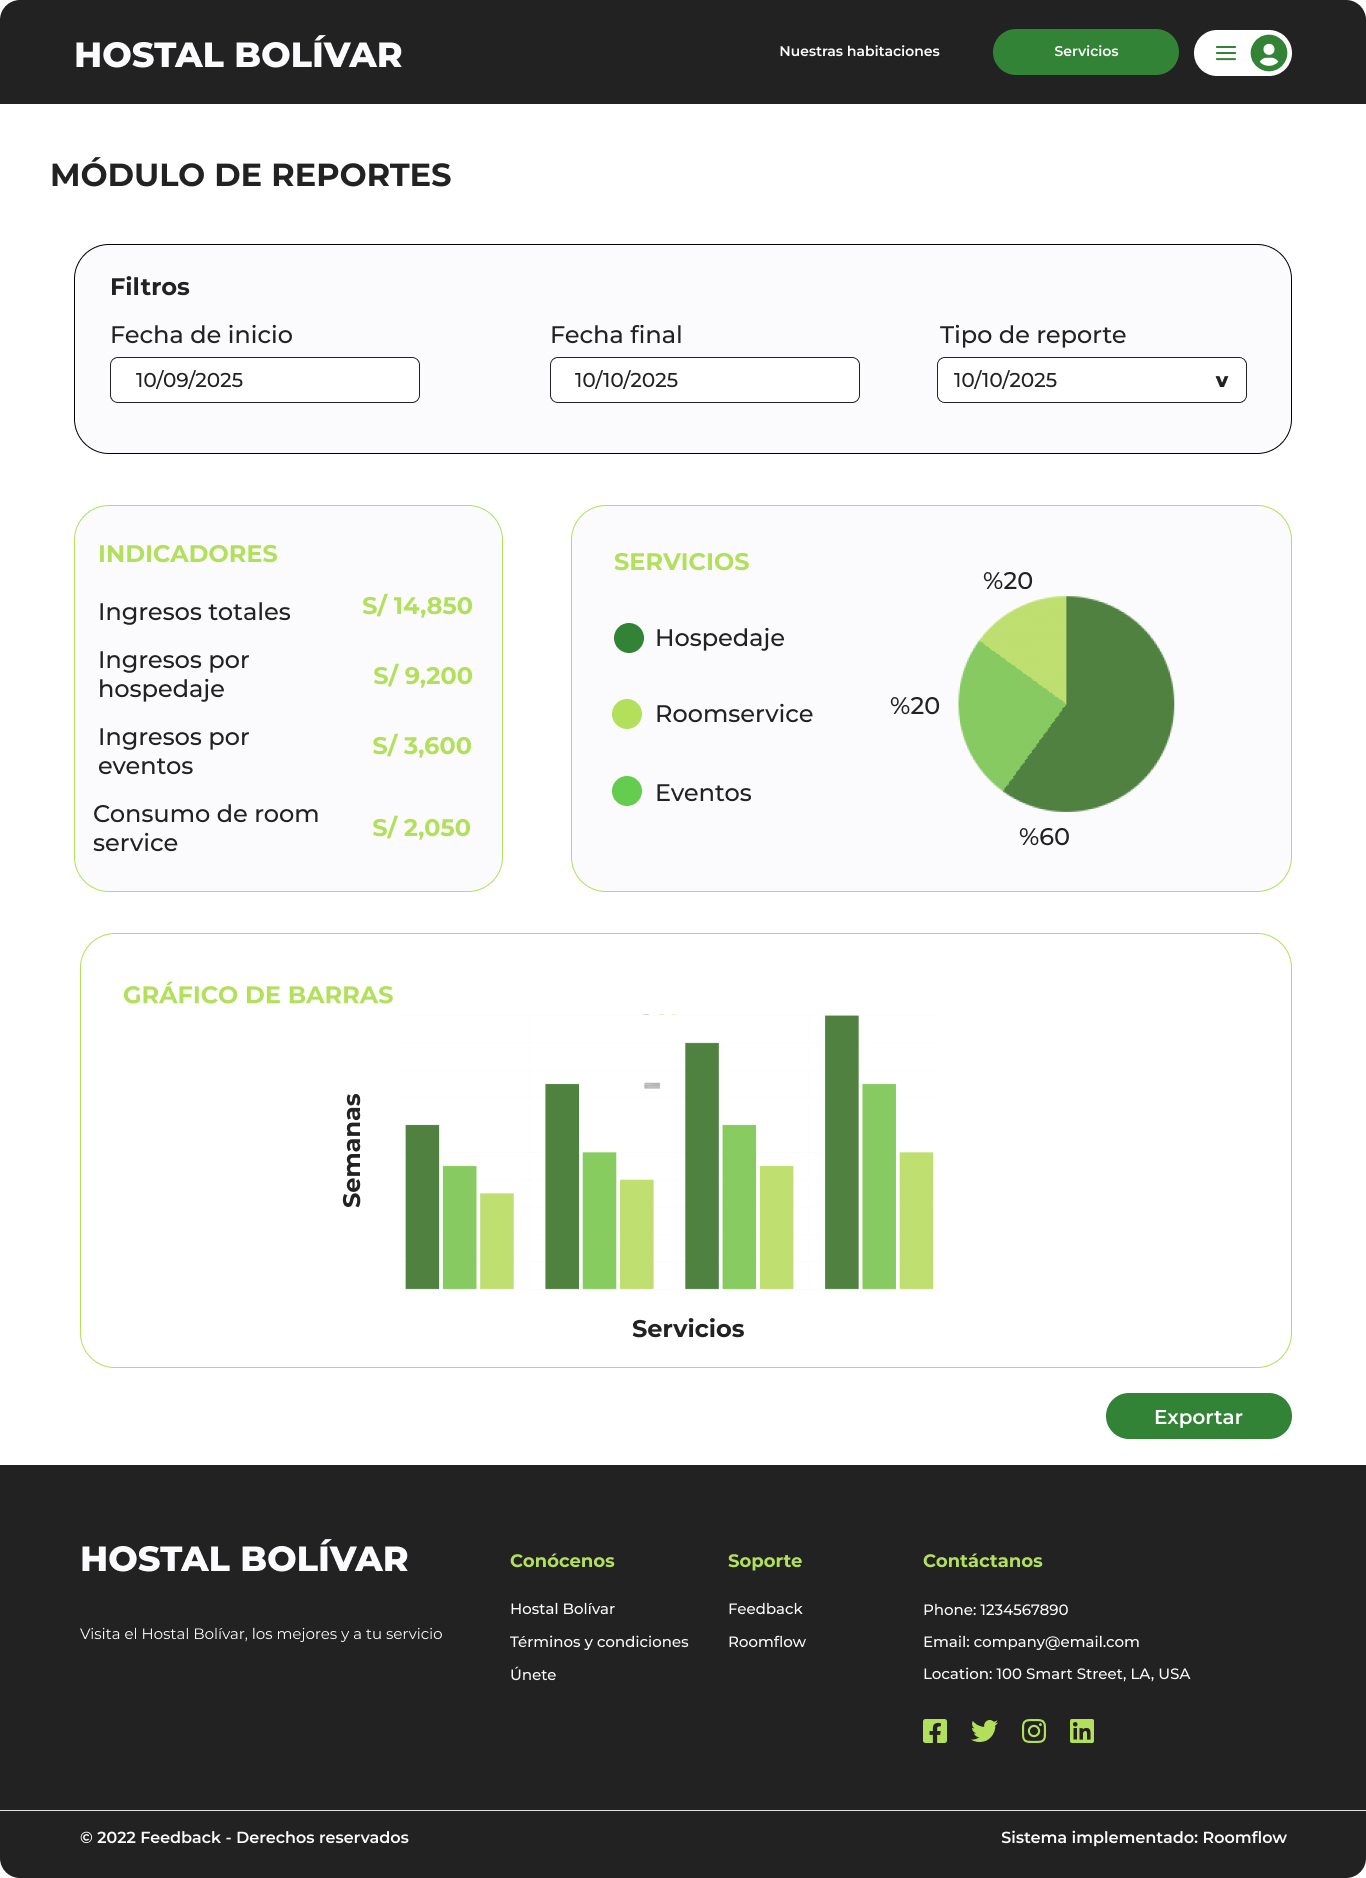 HOSTAL BOLÍVAR
Nuestras habitaciones
Servicios
MÓDULO DE REPORTES
Filtros
Fecha de inicio
Fecha final
Tipo de reporte
10/09/2025
10/10/2025
10/10/2025
v
INDICADORES
Ingresos totales
S/ 14,850
Ingresos por
hospedaje
S/ 9,200
Ingresos por
eventos
S/ 3,600
Consumo de room
service
S/ 2,050
SERVICIOS
Hospedaje
Roomservice
Eventos
%20
%20
%60
GRÁFICO DE BARRAS
Semanas
Servicios
Exportar
HOSTAL BOLÍVAR
Visita el Hostal Bolívar, los mejores y a tu servicio
Conócenos
Hostal Bolívar
Términos y condiciones
Únete
Soporte
Feedback
Roomflow
Contáctanos
Phone: 1234567890
Email: company@email.com
Location: 100 Smart Street, LA, USA
© 2022 Feedback - Derechos reservados
Sistema implementado: Roomflow